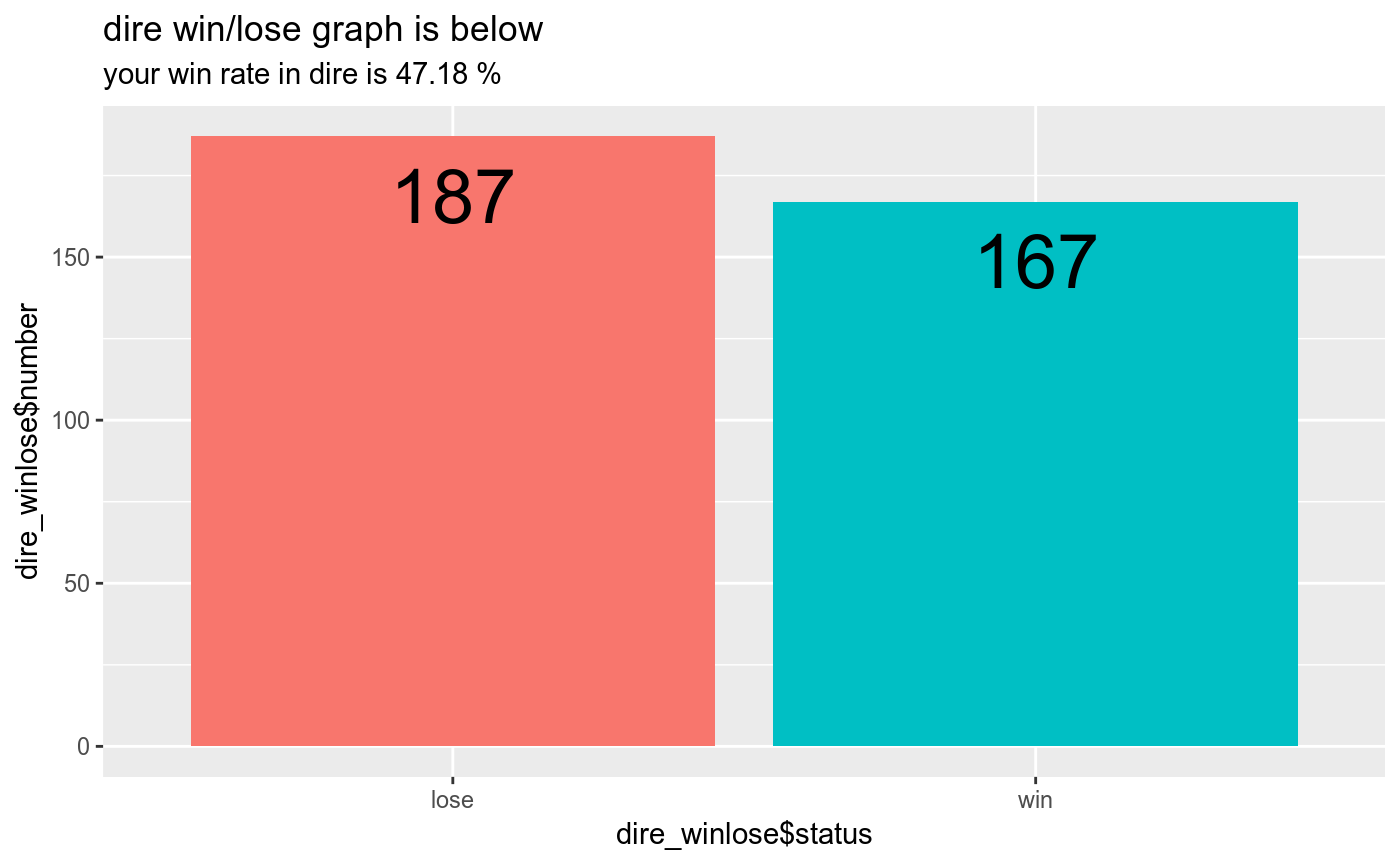 dire win/lose graph is below
your win rate in dire is 47.18 %
187
167
150
100
50
0
dire_winlose$number
lose
win
dire_winlose$status